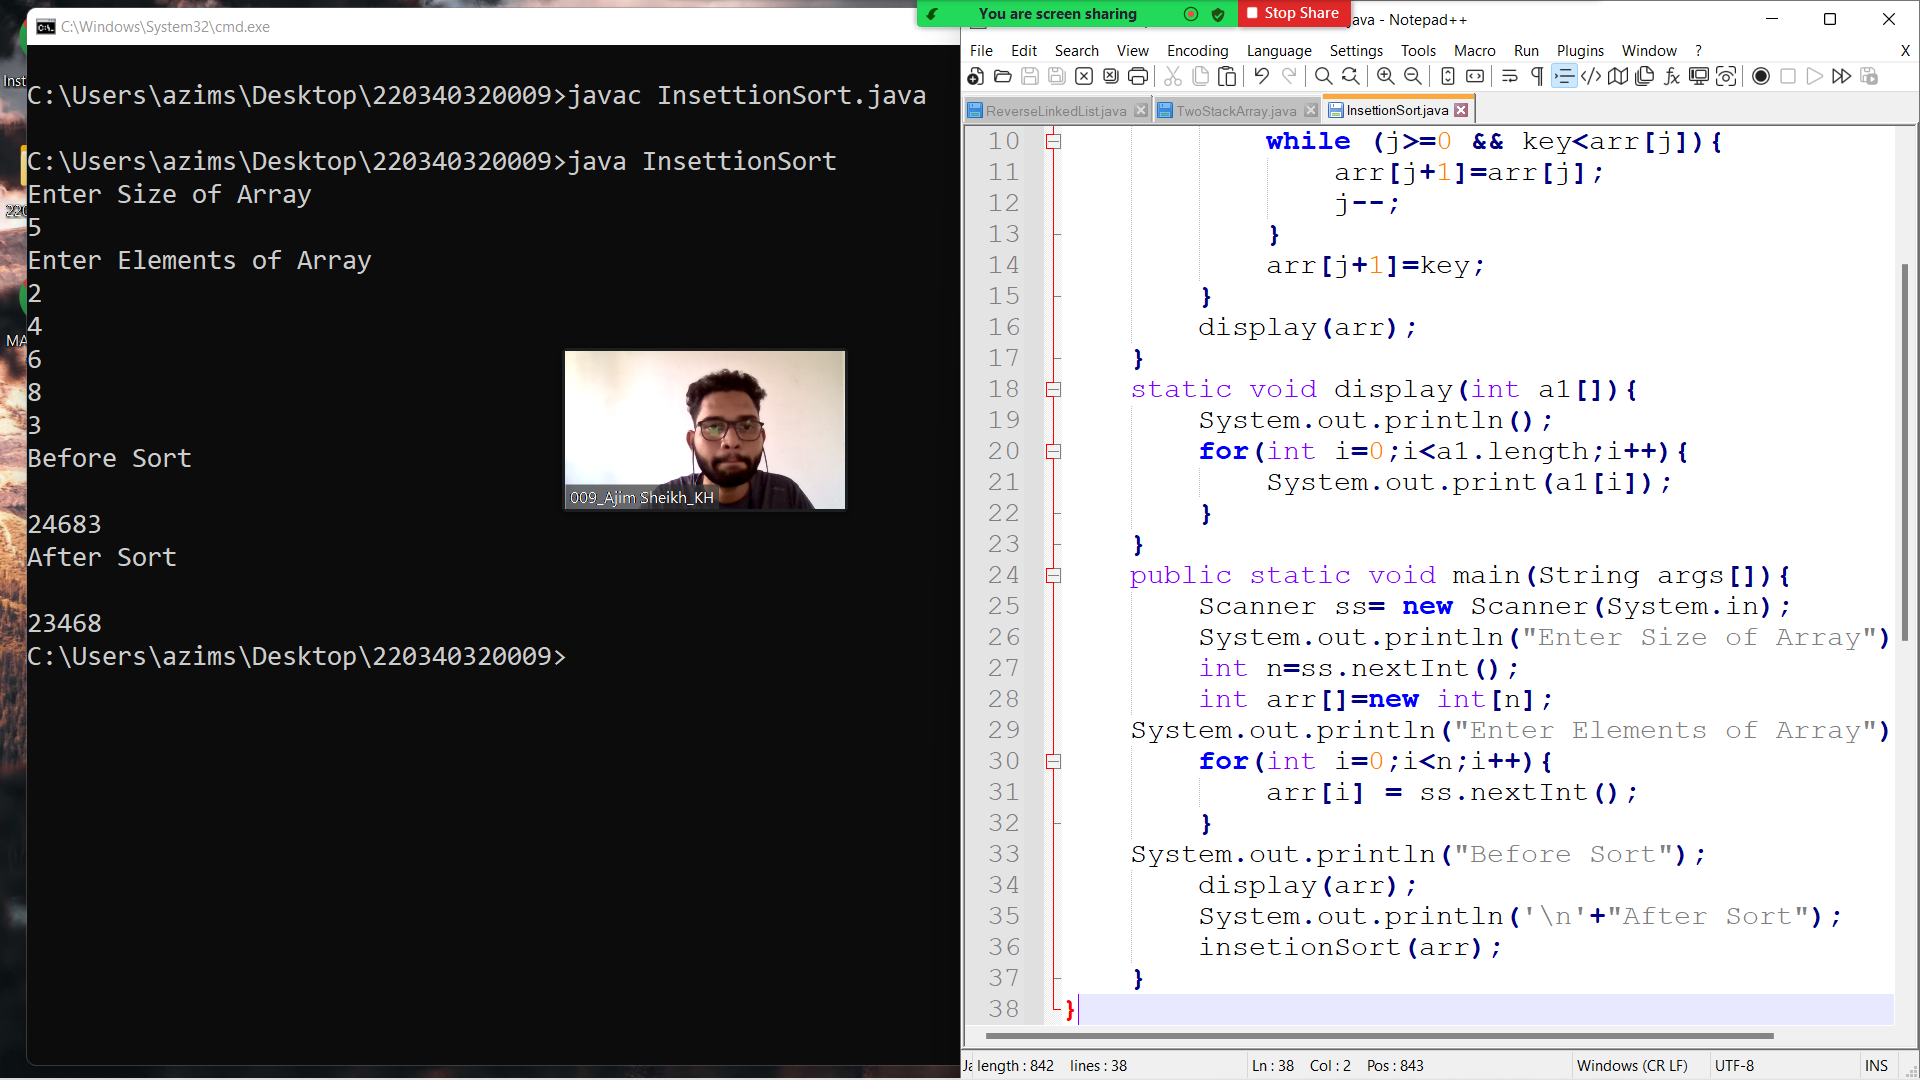 You are screen sharing
Stop Share
C:\Windows\System32\cmd.exe
C:\Users\azims\Desktop\220340320009>javac InsettionSort.java
C:\Users\azims\Desktop\220340320009>java InsettionSort
Enter Size of Array
5
Enter Elements of Array
2
4
6
8
3
Before Sort
24683
After Sort
23468
C:\Users\azims\Desktop\220340320009>
009_Ajim Sheikh_KH
java - Notepad++
File Edit Search View Encoding Language Settings Tools Macro Run Plugins Window ? X
ReverseLinkedList.java TwoStackArray.java InsettionSort.java
10 while (j>=0 && key<arr[j]){
11 arr[j+1]=arr[j];
12 j--;
13 }
14 arr[j+1]=key;
15 }
16 display(arr);
17 }
18 static void display(int a1[]){
19 System.out.println();
20 for(int i=0;i<a1.length;i++){
21 System.out.print(a1[i]);
22 }
23 }
24 public static void main(String args[]){
25 Scanner ss= new Scanner(System.in);
26 System.out.println("Enter Size of Array")
27 int n=ss.nextInt();
28 int arr[]=new int[n];
29 System.out.println("Enter Elements of Array")
30 for(int i=0;i<n;i++){
31 arr[i] = ss.nextInt();
32 }
33 System.out.println("Before Sort");
34 display(arr);
35 System.out.println('\n'+"After Sort");
36 insetionSort(arr);
37 }
38 }
Ja length : 842 lines : 38 Ln : 38 Col : 2 Pos : 843 Windows (CR LF) UTF-8 INS